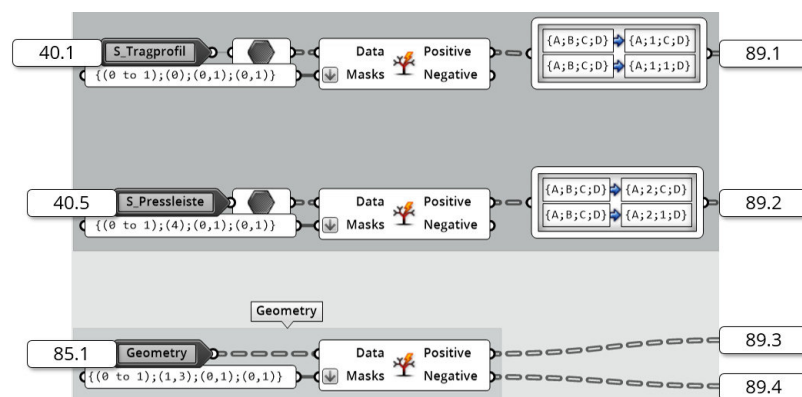 40.1 S_Tragprofil Data Positive {A;B;C;D} {A;1;C;D} 89.1
{(0 to 1);(0);(0,1);(0,1)} Masks Negative {A;B;C;D} {A;1;1;D}
40.5 S_Pressleiste Data Positive {A;B;C;D} {A;2;C;D} 89.2
{(0 to 1);(4);(0,1);(0,1)} Masks Negative {A;B;C;D} {A;2;1;D}
Geometry
85.1 Geometry Data Positive 89.3
{(0 to 1);(1,3);(0,1);(0,1)} Masks Negative 89.4